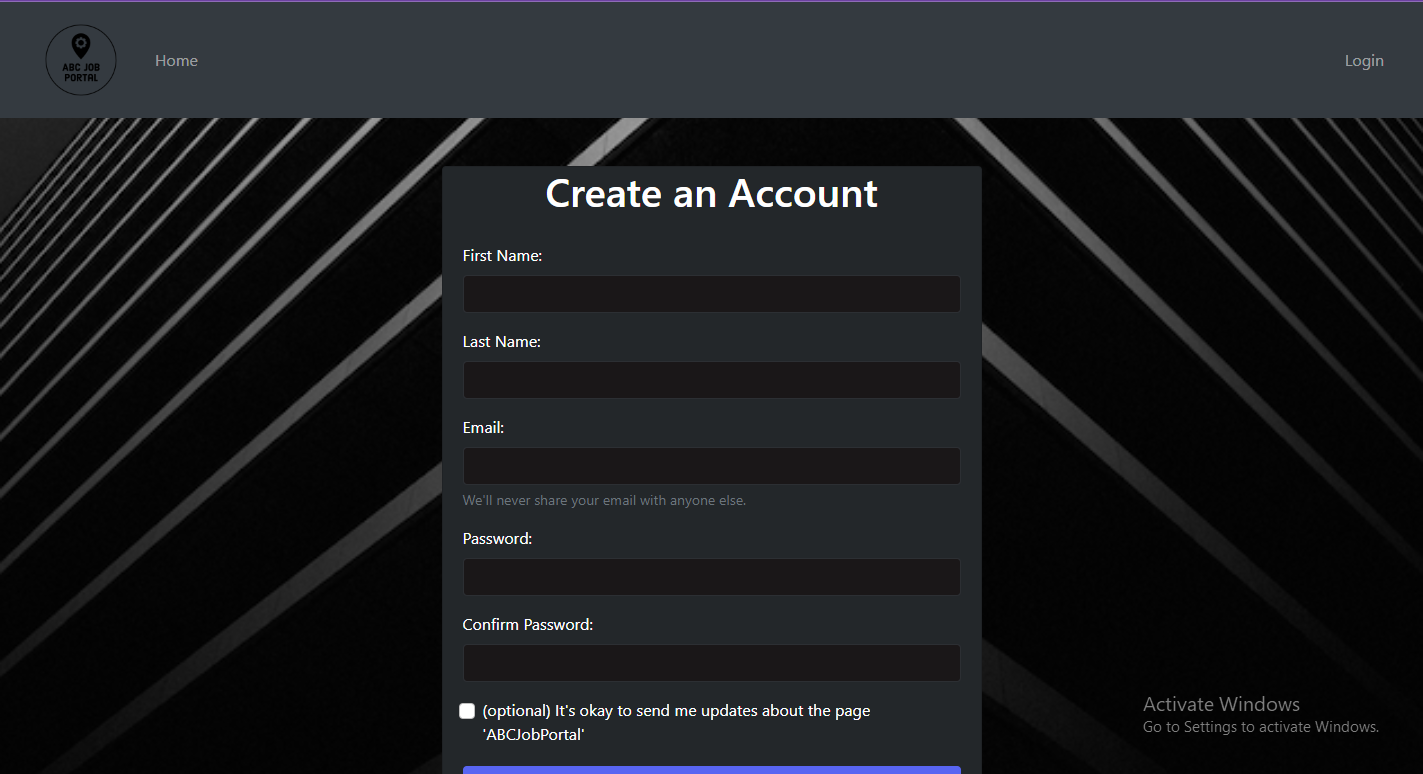 ABC JOB
PORTAL
Home
Login
Create an Account
First Name:
Last Name:
Email:
We'll never share your email with anyone else.
Password:
Confirm Password:
(optional) It's okay to send me updates about the page
'ABCJobPortal'
Activate Windows
Go to Settings to activate Windows.